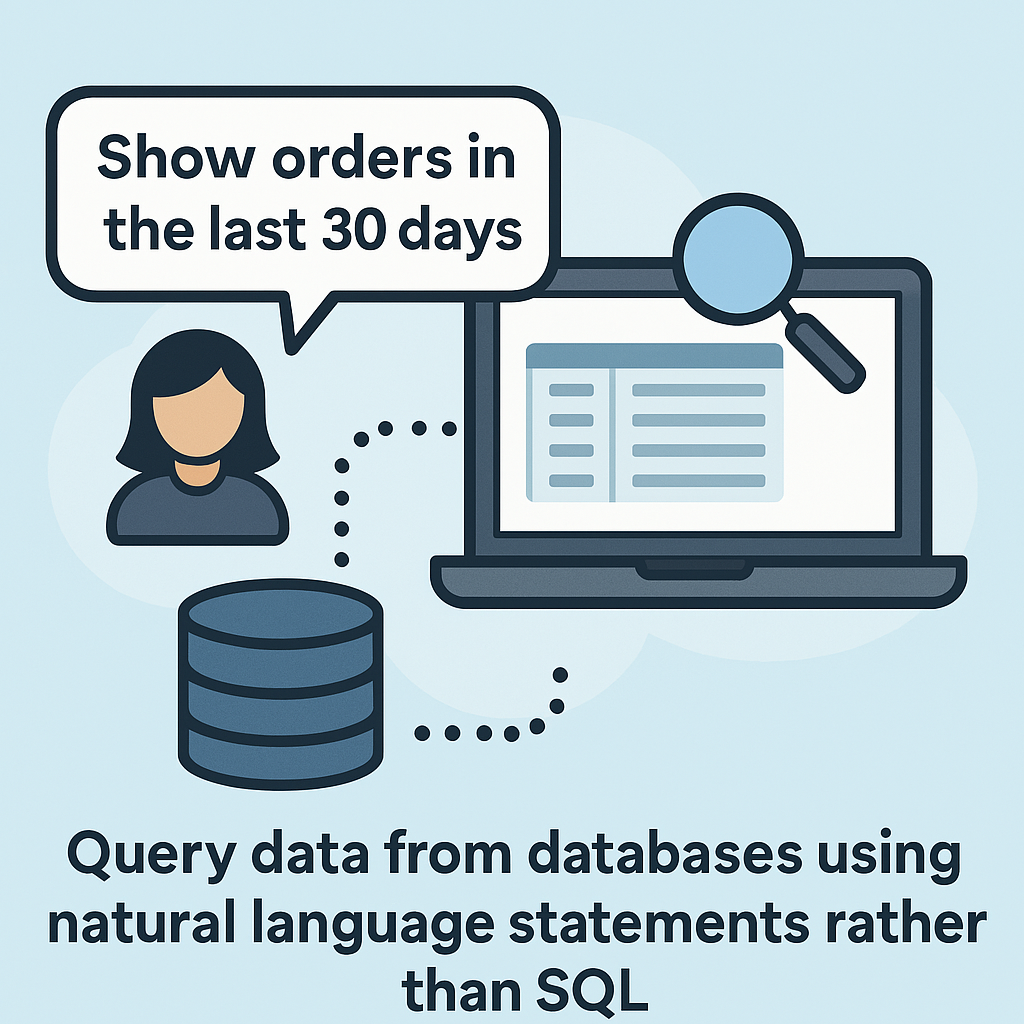 Show orders in
the last 30 days
Query data from databases using
natural language statements rather
than SQL